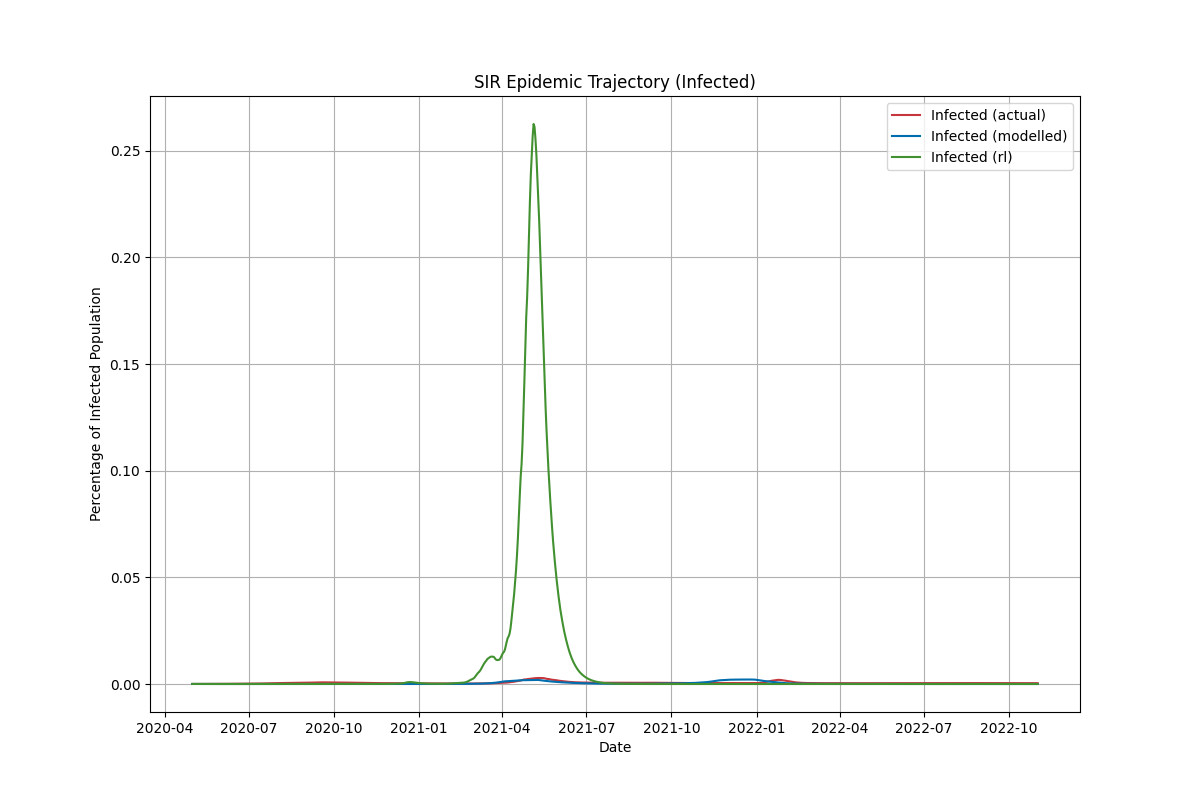 SIR Epidemic Trajectory (Infected)
Infected (actual)
Infected (modelled)
Infected (rl)
Percentage of Infected Population
0.25
0.20
0.15
0.10
0.05
0.00
2020-04 2020-07 2020-10 2021-01 2021-04 2021-07 2021-10 2022-01 2022-04 2022-07 2022-10
Date